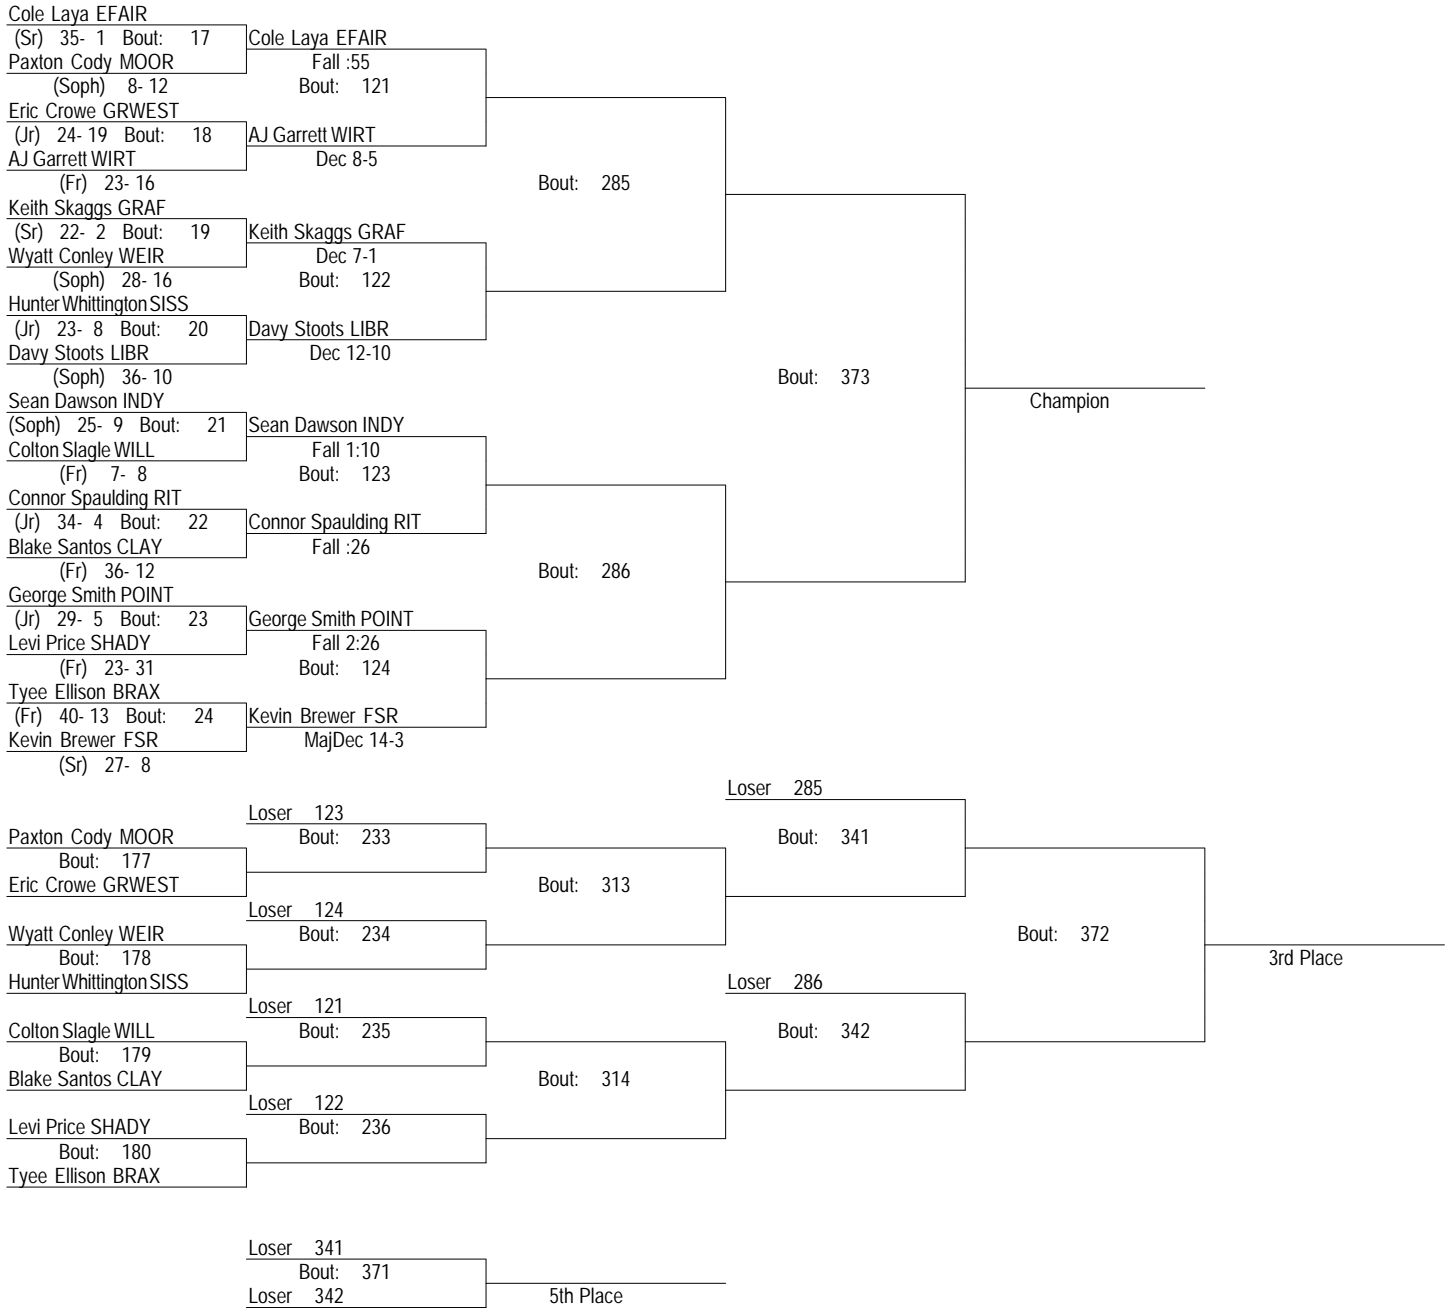 Cole Laya EFAIR
(Sr) 35- 1 Bout: 17 Cole Laya EFAIR
Paxton Cody MOOR Fall :55
(Soph) 8- 12 Bout: 121
Eric Crowe GRWEST
(Jr) 24- 19 Bout: 18 AJ Garrett WIRT
AJ Garrett WIRT Dec 8-5
(Fr) 23- 16 Bout: 285
Keith Skaggs GRAF
(Sr) 22- 2 Bout: 19 Keith Skaggs GRAF
Wyatt Conley WEIR Dec 7-1
(Soph) 28- 16 Bout: 122
Hunter Whittington SISS
(Jr) 23- 8 Bout: 20 Davy Stoots LIBR
Davy Stoots LIBR Dec 12-10
(Soph) 36- 10 Bout: 373
Sean Dawson INDY Champion
(Soph) 25- 9 Bout: 21 Sean Dawson INDY
Colton Slagle WILL Fall 1:10
(Fr) 7- 8 Bout: 123
Connor Spaulding RIT
(Jr) 34- 4 Bout: 22 Connor Spaulding RIT
Blake Santos CLAY Fall :26
(Fr) 36- 12 Bout: 286
George Smith POINT
(Jr) 29- 5 Bout: 23 George Smith POINT
Levi Price SHADY Fall 2:26
(Fr) 23- 31 Bout: 124
Tyee Ellison BRAX
(Fr) 40- 13 Bout: 24 Kevin Brewer FSR
Kevin Brewer FSR MajDec 14-3
(Sr) 27- 8
Loser 285
Loser 123
Paxton Cody MOOR Bout: 233 Bout: 341
Bout: 177
Eric Crowe GRWEST Bout: 313
Loser 124
Wyatt Conley WEIR Bout: 234 Bout: 372
Bout: 178 3rd Place
Hunter Whittington SISS Loser 286
Loser 121
Colton Slagle WILL Bout: 235 Bout: 342
Bout: 179
Blake Santos CLAY Bout: 314
Loser 122
Levi Price SHADY Bout: 236
Bout: 180
Tyee Ellison BRAX
Loser 341
Bout: 371
Loser 342 5th Place